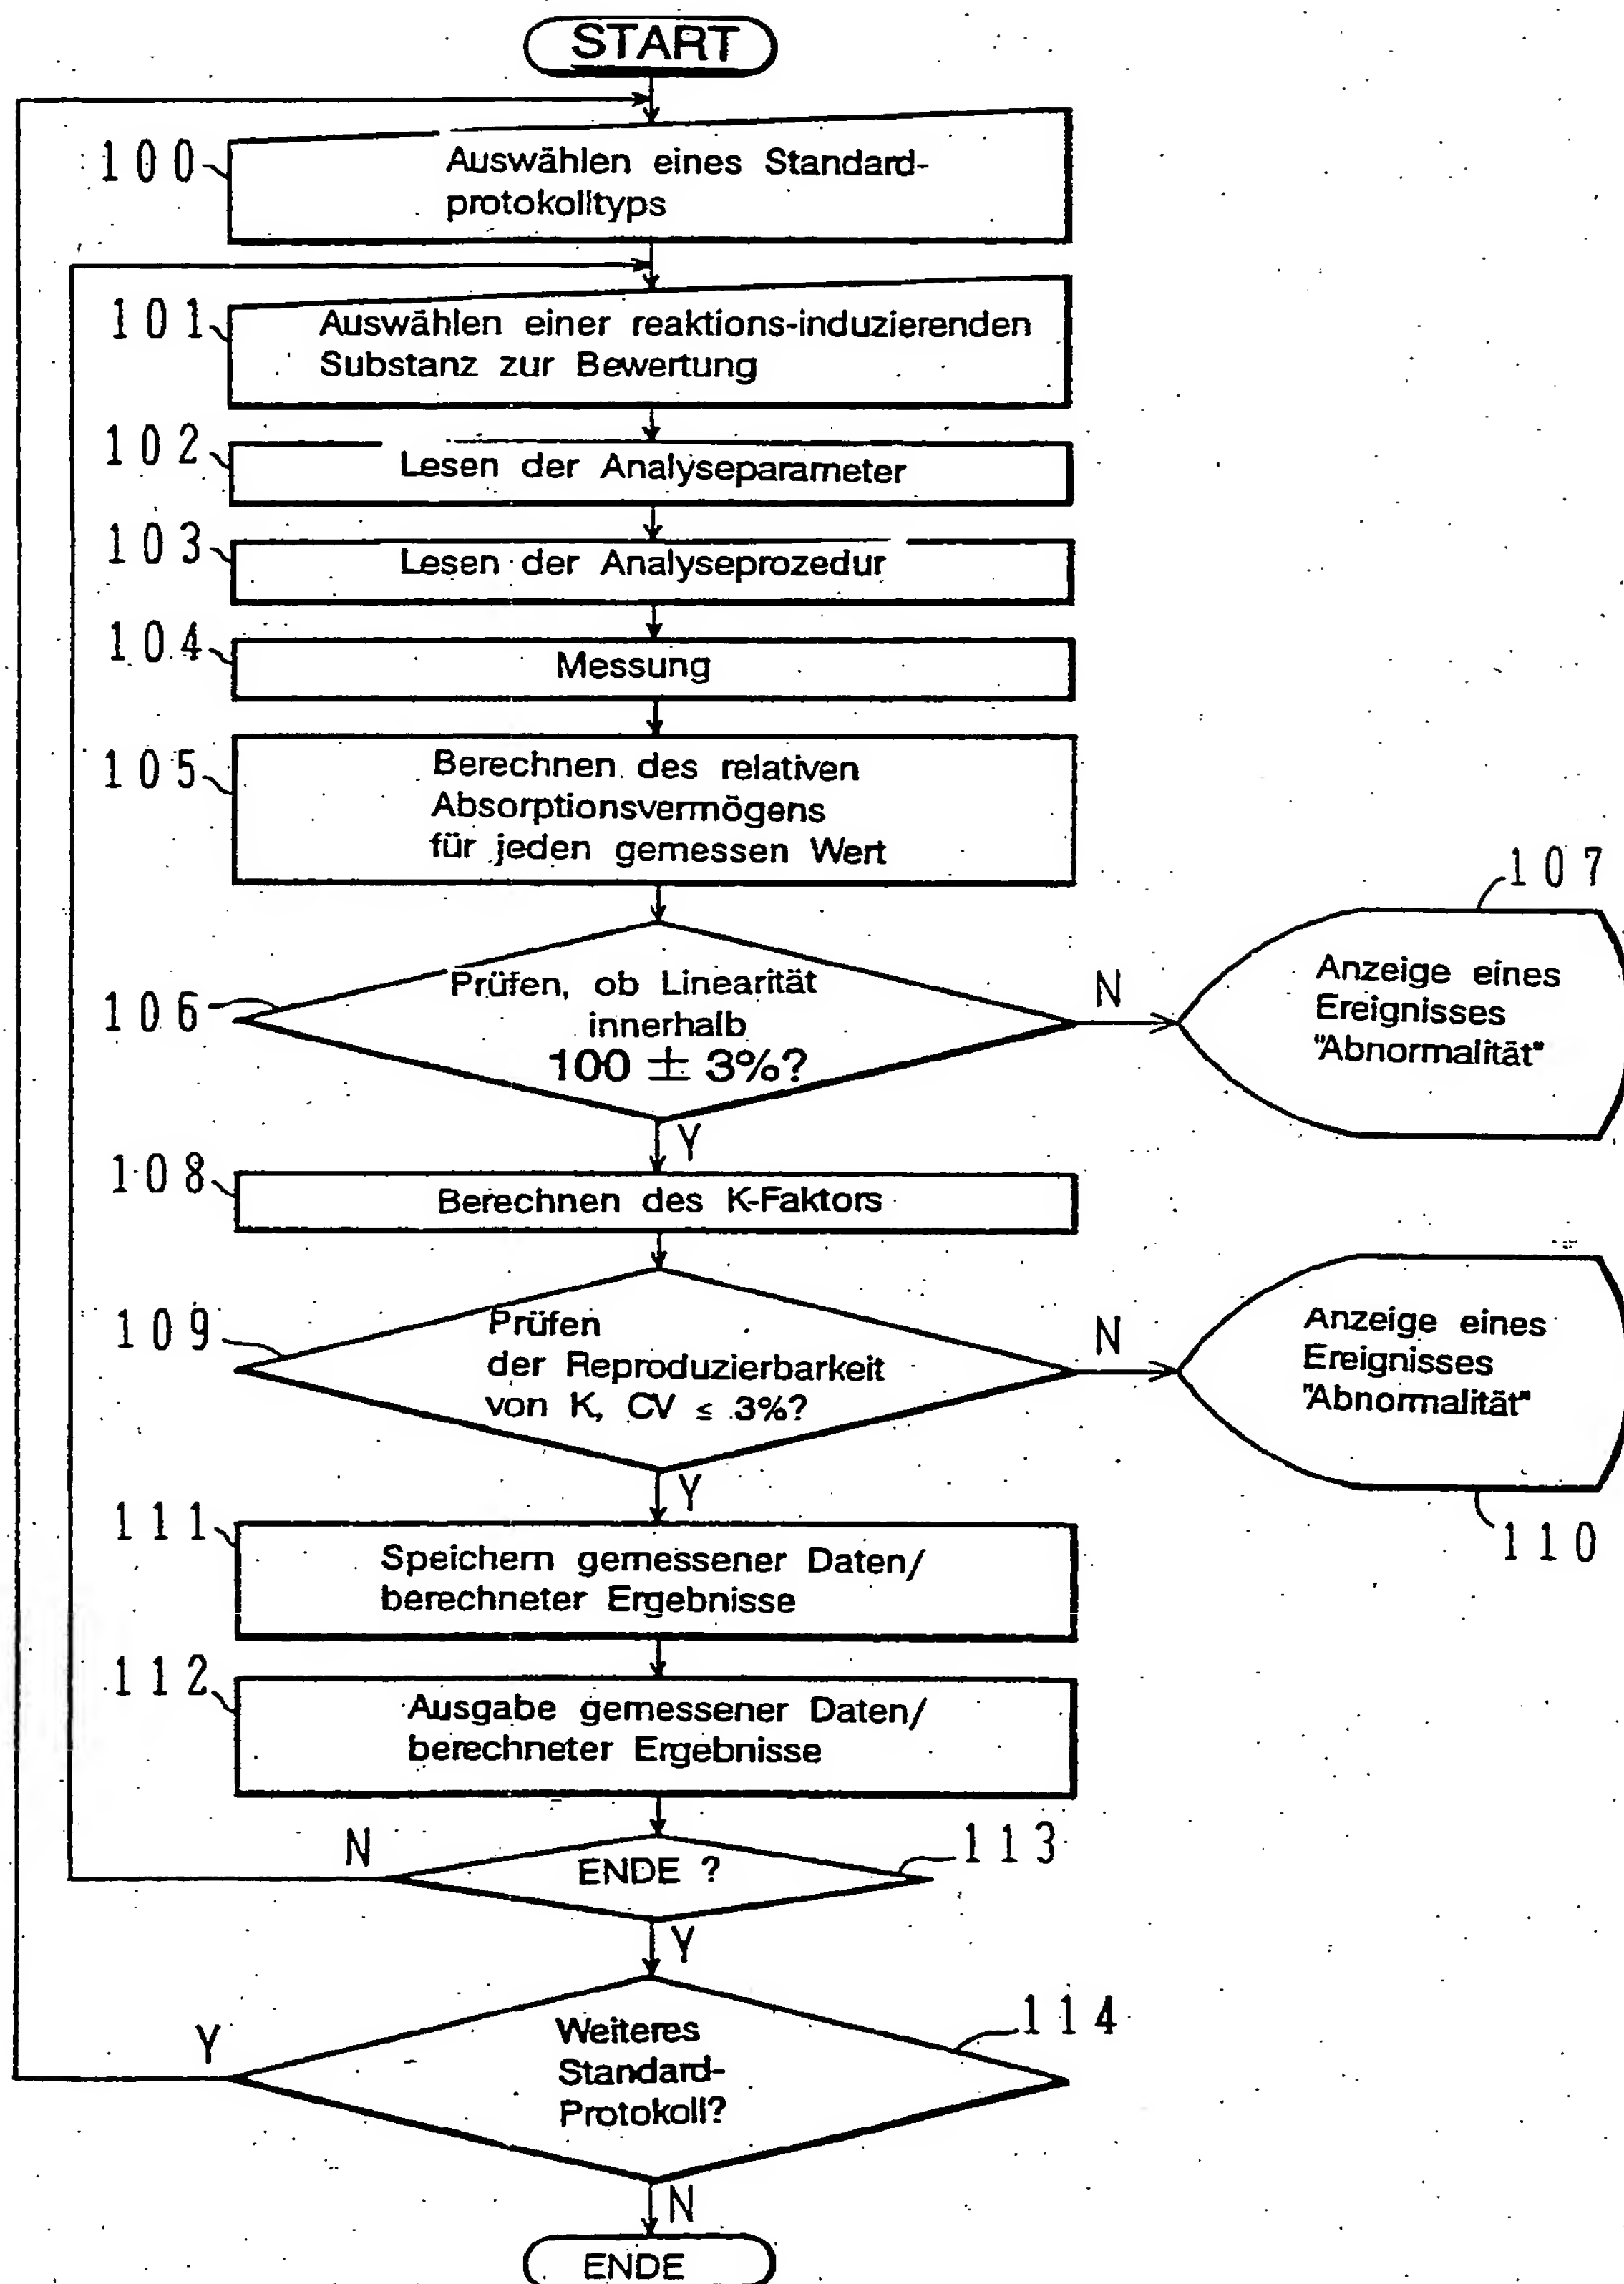 START
100
Auswählen eines Standard-
protokolltyps
101
Auswählen einer reaktions-induzierenden
Substanz zur Bewertung
102
Lesen der Analyseparameter
103
Lesen der Analyseprozedur
104
Messung
105
Berechnen des relativen
Absorptionsvermögens
für jeden gemessen Wert
106
Prüfen, ob Linearität
innerhalb
100 ± 3%?
N
107
Anzeige eines
Ereignisses
"Abnormalität"
Y
108
Berechnen des K-Faktors
109
Prüfen
der Reproduzierbarkeit
von K, CV ≤ 3%?
N
Anzeige eines
Ereignisses
"Abnormalität"
110
Y
111
Speichern gemessener Daten/
berechneter Ergebnisse
112
Ausgabe gemessener Daten/
berechneter Ergebnisse
N
ENDE ?
113
Y
Y
Weiteres
Standard-
Protokoll?
114
N
ENDE